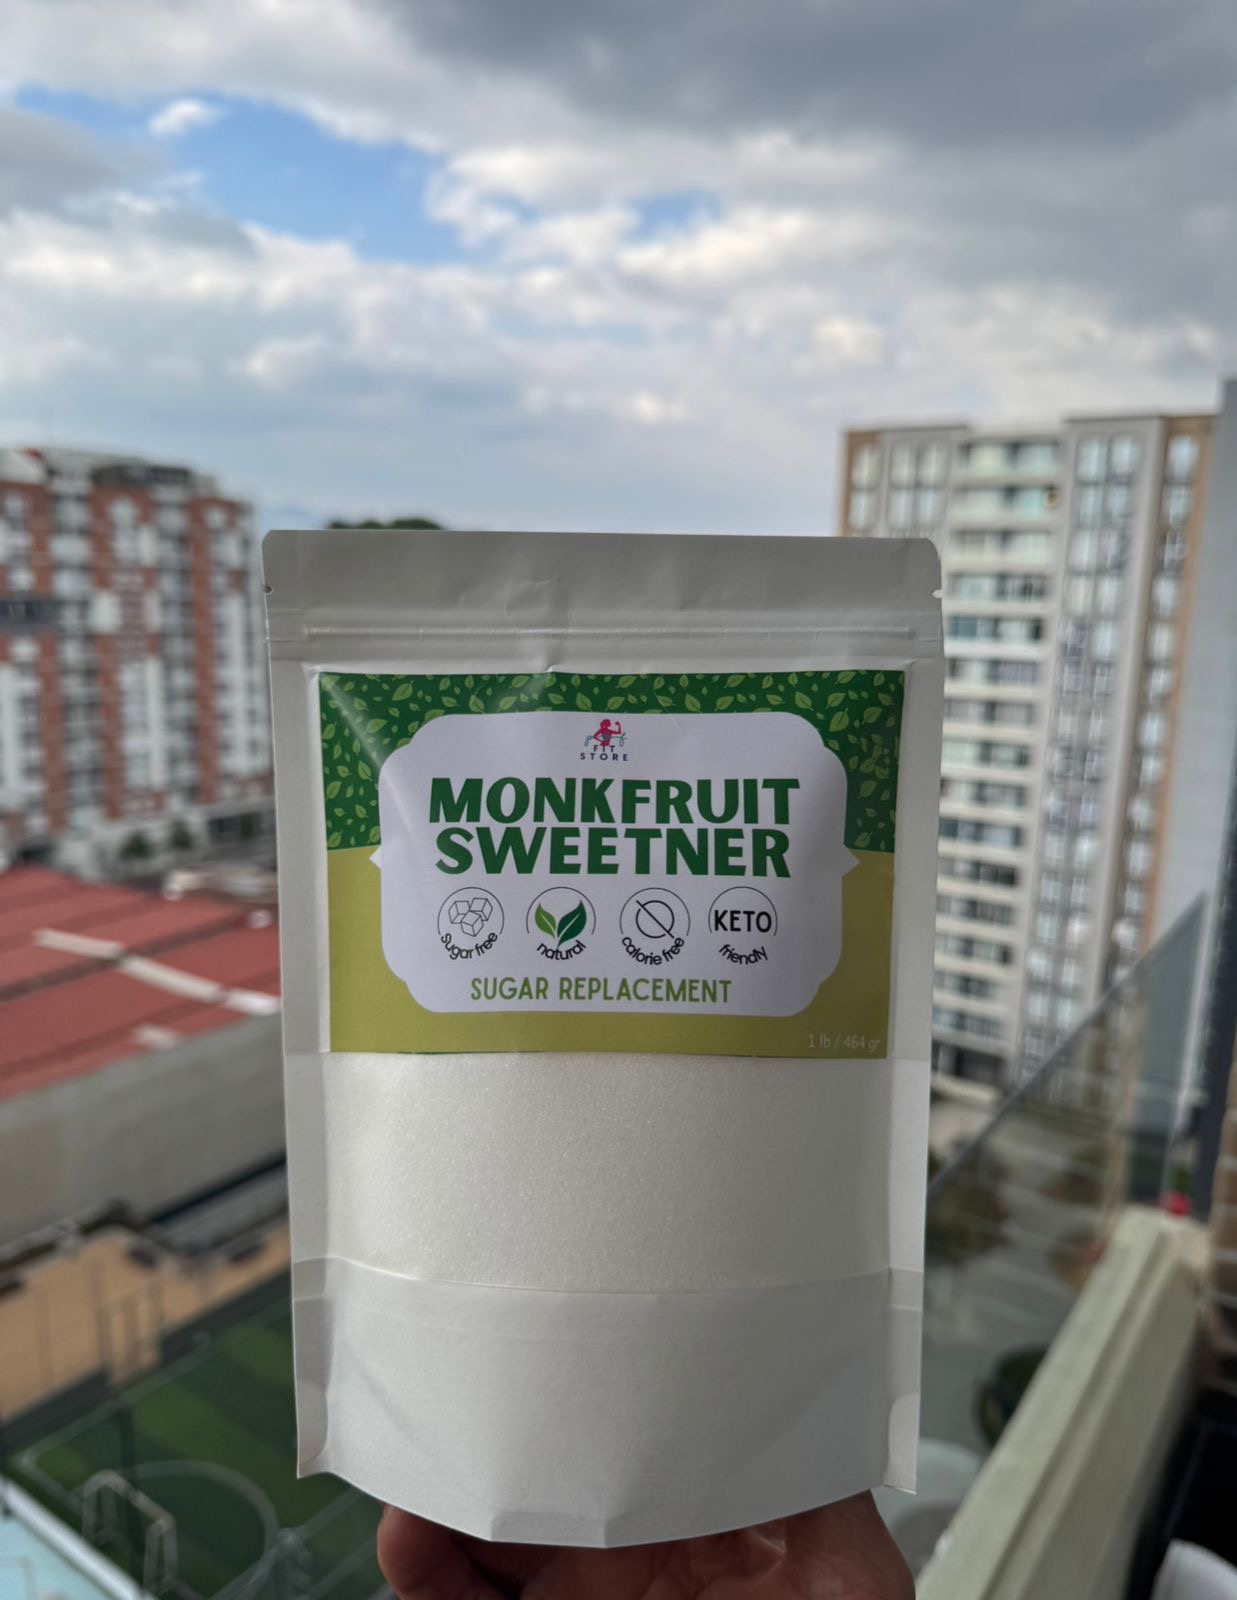 FIT
STORE
MONKFRUIT
SWEETNER
Sugar free
natural
calorie free
KETO
friendly
SUGAR REPLACEMENT
1 lb / 464 gr